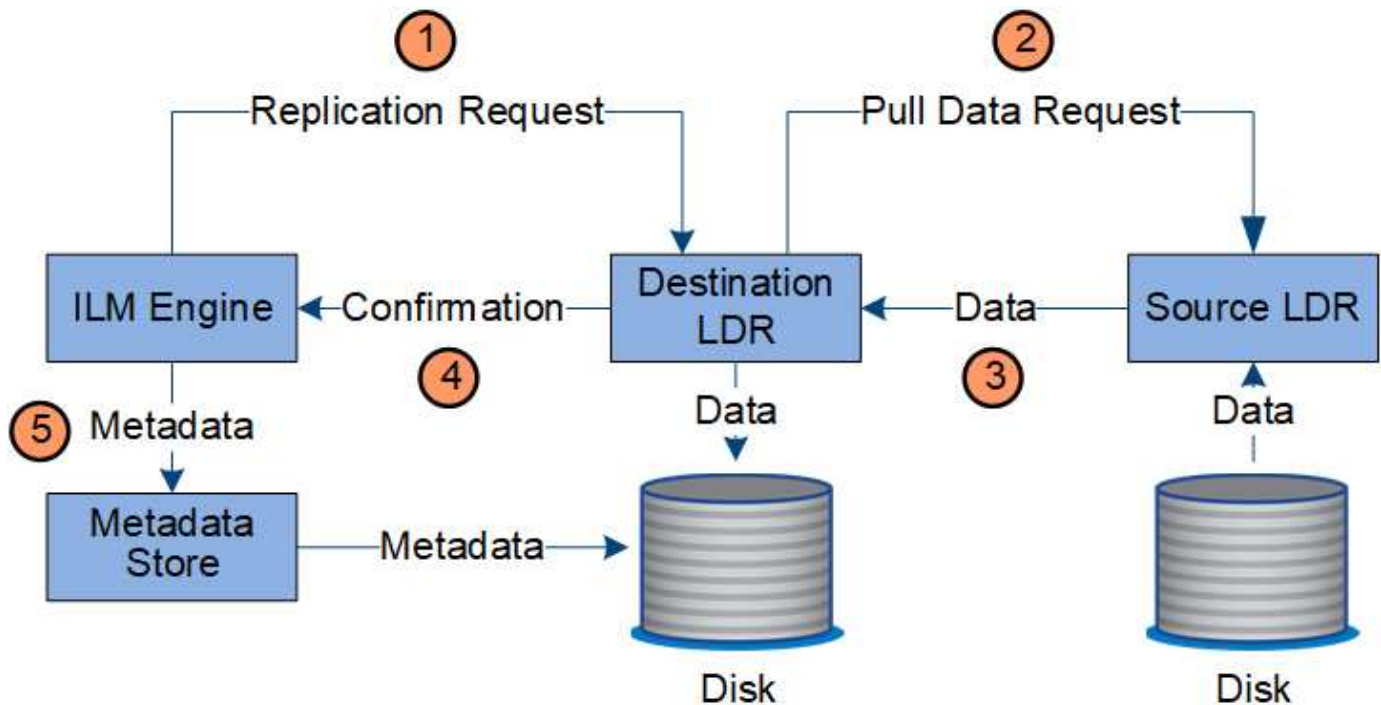 1
2
Replication Request
Pull Data Request
ILM Engine
Confirmation
Destination
LDR
Data
Source LDR
4
3
5
Metadata
Data
Data
Metadata
Store
Metadata
Disk
Disk